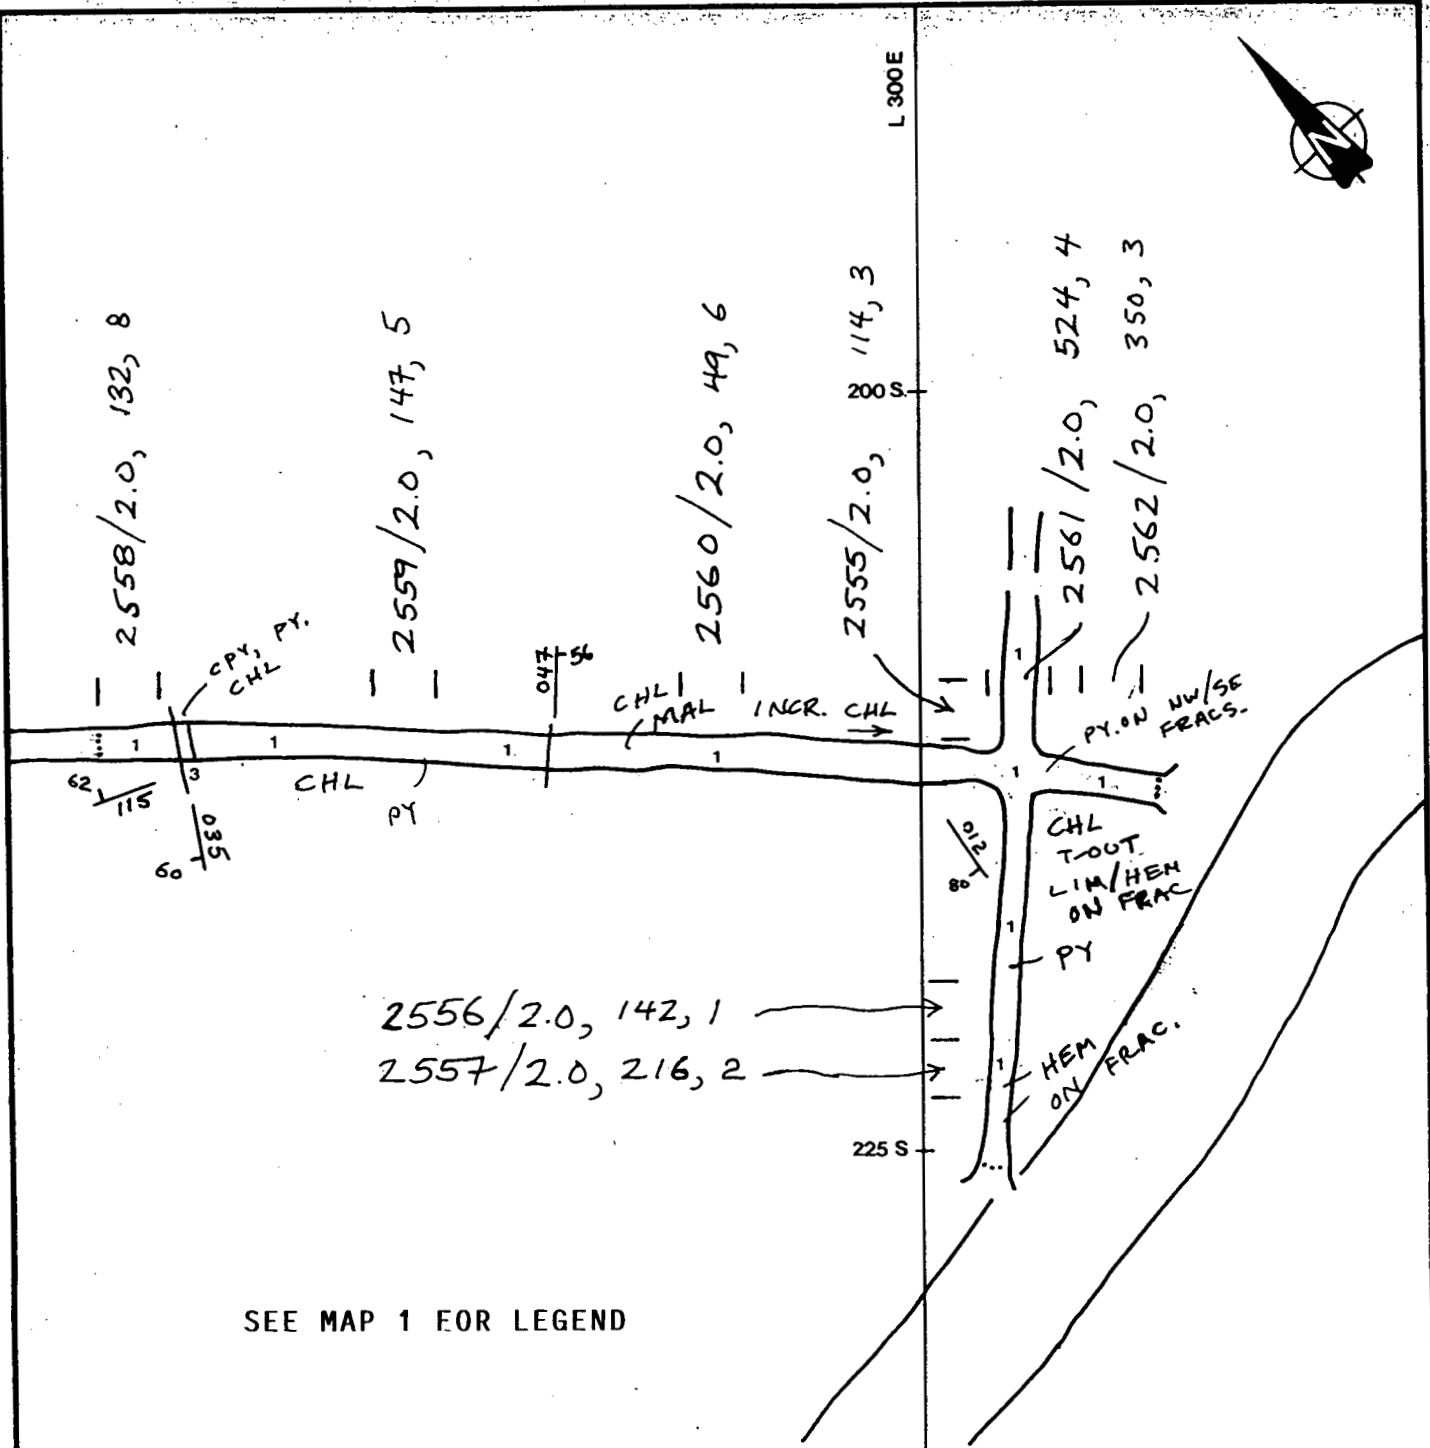 L 300E
N
2558/2.0, 132, 8
2559/2.0, 147, 5
2560/2.0, 49, 6
2555/2.0, 114, 3
2561/2.0, 524, 4
2562/2.0, 350, 3
200 S.
CPY, PY.
CHL
047
56
CHL
MAL
INCR. CHL
PY. ON NW/SE
FRACS.
1
1
1
1
1
1
1
3
62
115
CHL
PY
035
60
012
80
CHL
T-OUT
LIM/HEM
ON FRAC
1
PY
2556/2.0, 142, 1
2557/2.0, 216, 2
1
HEM
ON FRAC.
225 S
SEE MAP 1 FOR LEGEND